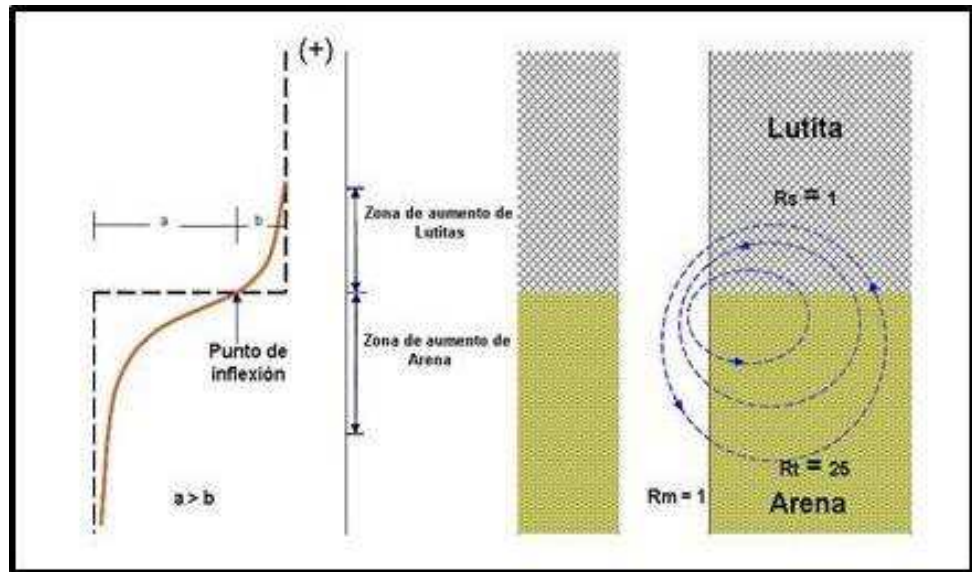 (+)
a
b
Zona de aumento de
Lutitas
Zona de aumento de
Arena
Punto de
inflexión
a > b
Lutita
Rs = 1
Rt = 25
Rm = 1
Arena